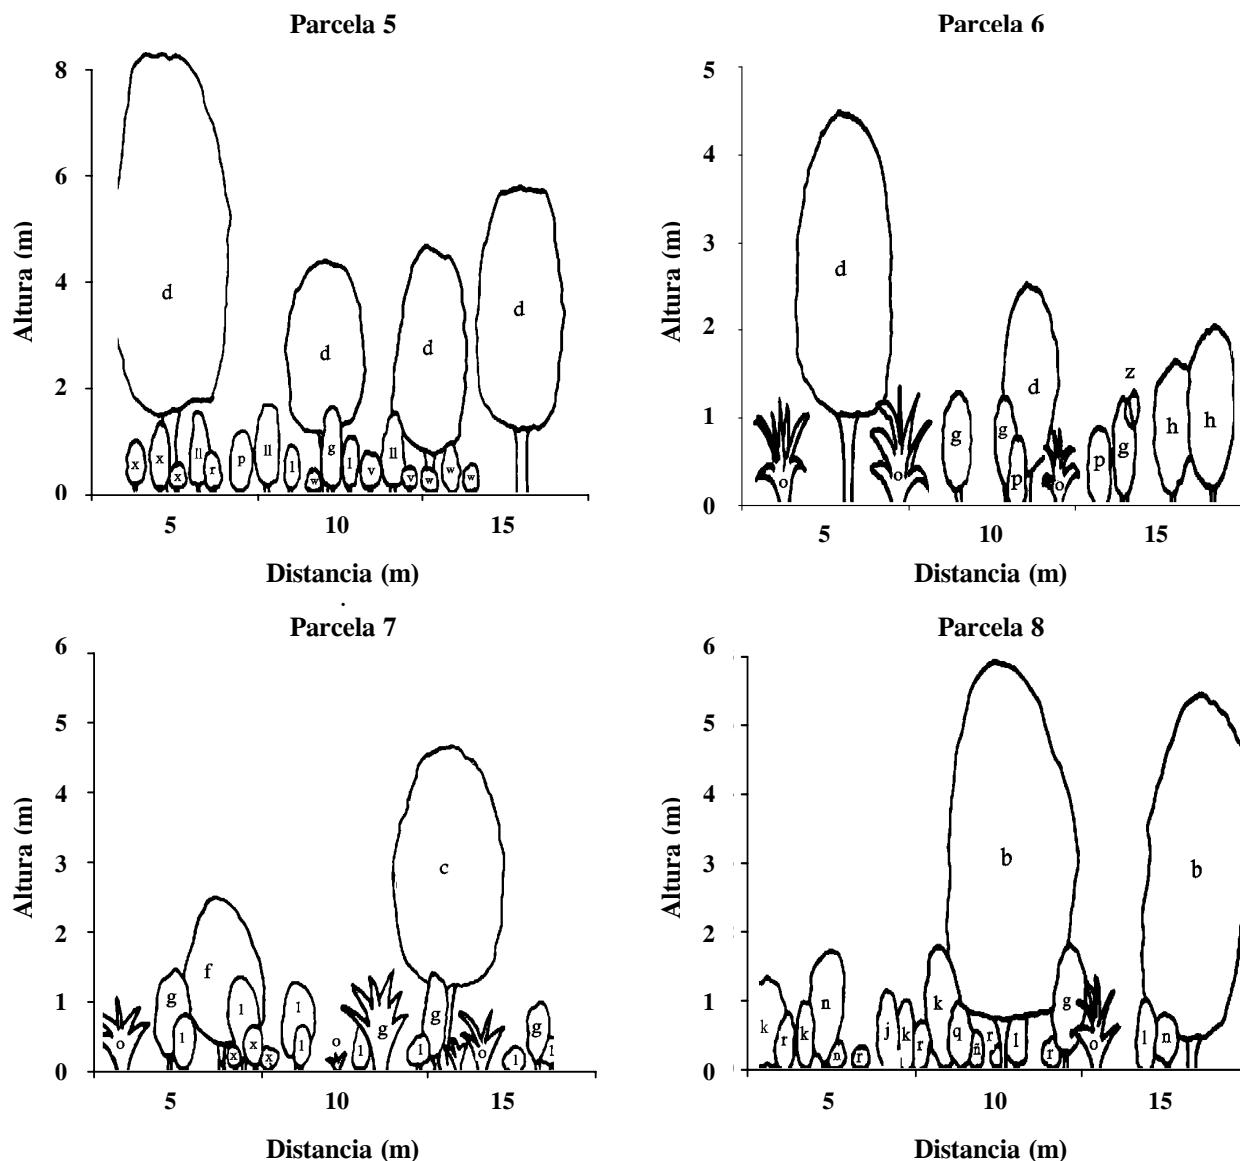 Parcela 5
8
6
4
2
0
Altura (m)
d
d
d
d
x
x
x
ll
r
p
ll
l
w
g
l
v
ll
v
w
w
w
5
10
15
Distancia (m)
Parcela 6
5
4
3
2
1
0
Altura (m)
d
d
z
h
h
o
o
g
g
p
o
p
g
5
10
15
Distancia (m)
Parcela 7
6
5
4
3
2
1
0
Altura (m)
c
f
g
l
l
l
x
x
x
l
o
o
l
g
l
g
o
l
g
l
5
10
15
Distancia (m)
Parcela 8
6
5
4
3
2
1
0
Altura (m)
b
b
k
r
k
n
n
r
j
k
r
k
q
ñ
r
l
r
g
o
l
n
5
10
15
Distancia (m)